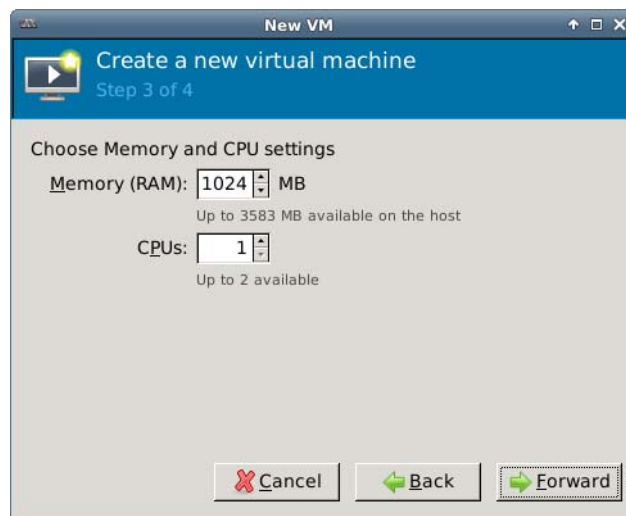 New VM
Create a new virtual machine
Step 3 of 4
Choose Memory and CPU settings
Memory (RAM): 1024 MB
Up to 3583 MB available on the host
CPUs: 1
Up to 2 available
Cancel Back Forward